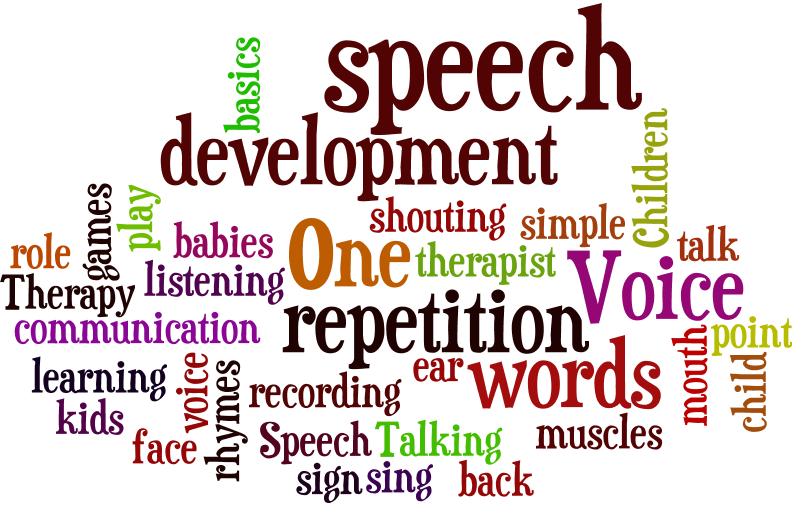 speech
basics
development
Children
games
play
shouting
simple
role
babies
One
therapist
talk
Therapy
listening
Voice
communication
repetition
mouth
point
learning
voice
rhymes
recording
ear
words
child
kids
face
Speech
Talking
muscles
sign
sing
back